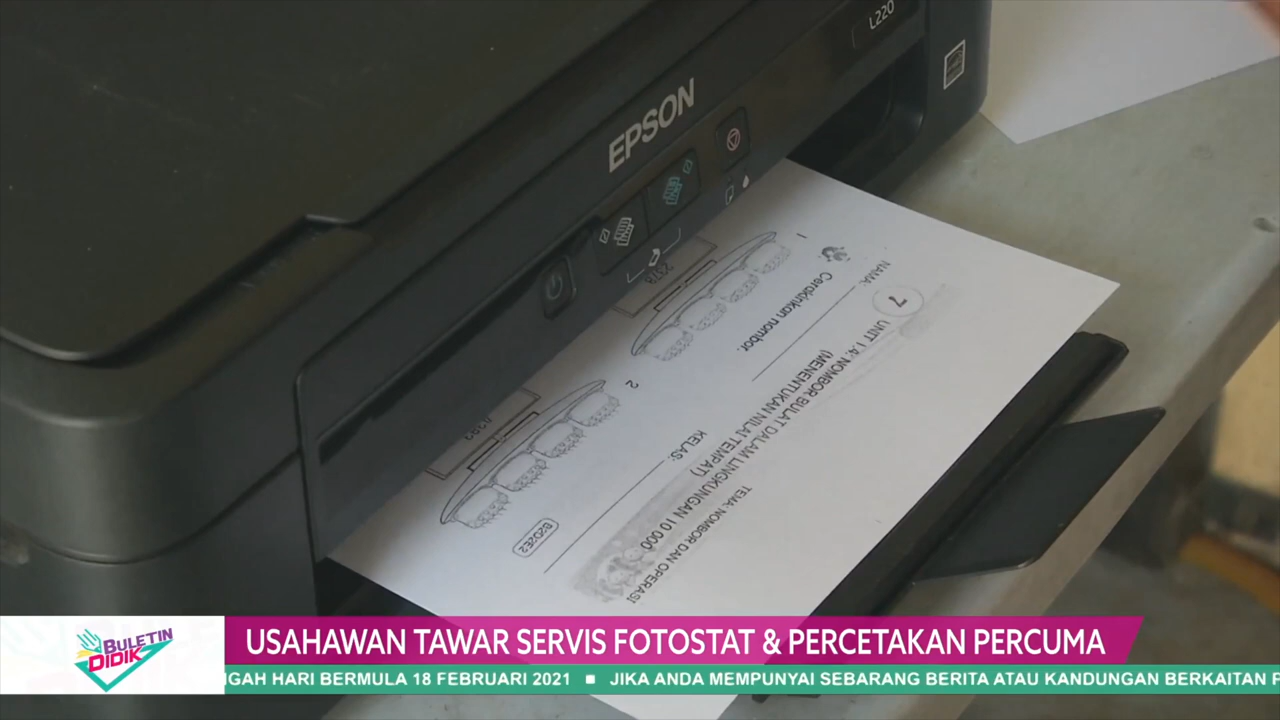 L220
EPSON
TEMA: NOMBOR DAN OPERASI
7 UNIT 1.4: NOMBOR BULAT DALAM LINGKUNGAN 10 000
(MENENTUKAN NILAI TEMPAT)
NAMA:
KELAS:
Cerakinkan nombor.
B2D2E2
1
2
BULETIN
DIDIK
USAHAWAN TAWAR SERVIS FOTOSTAT & PERCETAKAN PERCUMA
NGAH HARI BERMULA 18 FEBRUARI 2021 ■ JIKA ANDA MEMPUNYAI SEBARANG BERITA ATAU KANDUNGAN BERKAITAN P